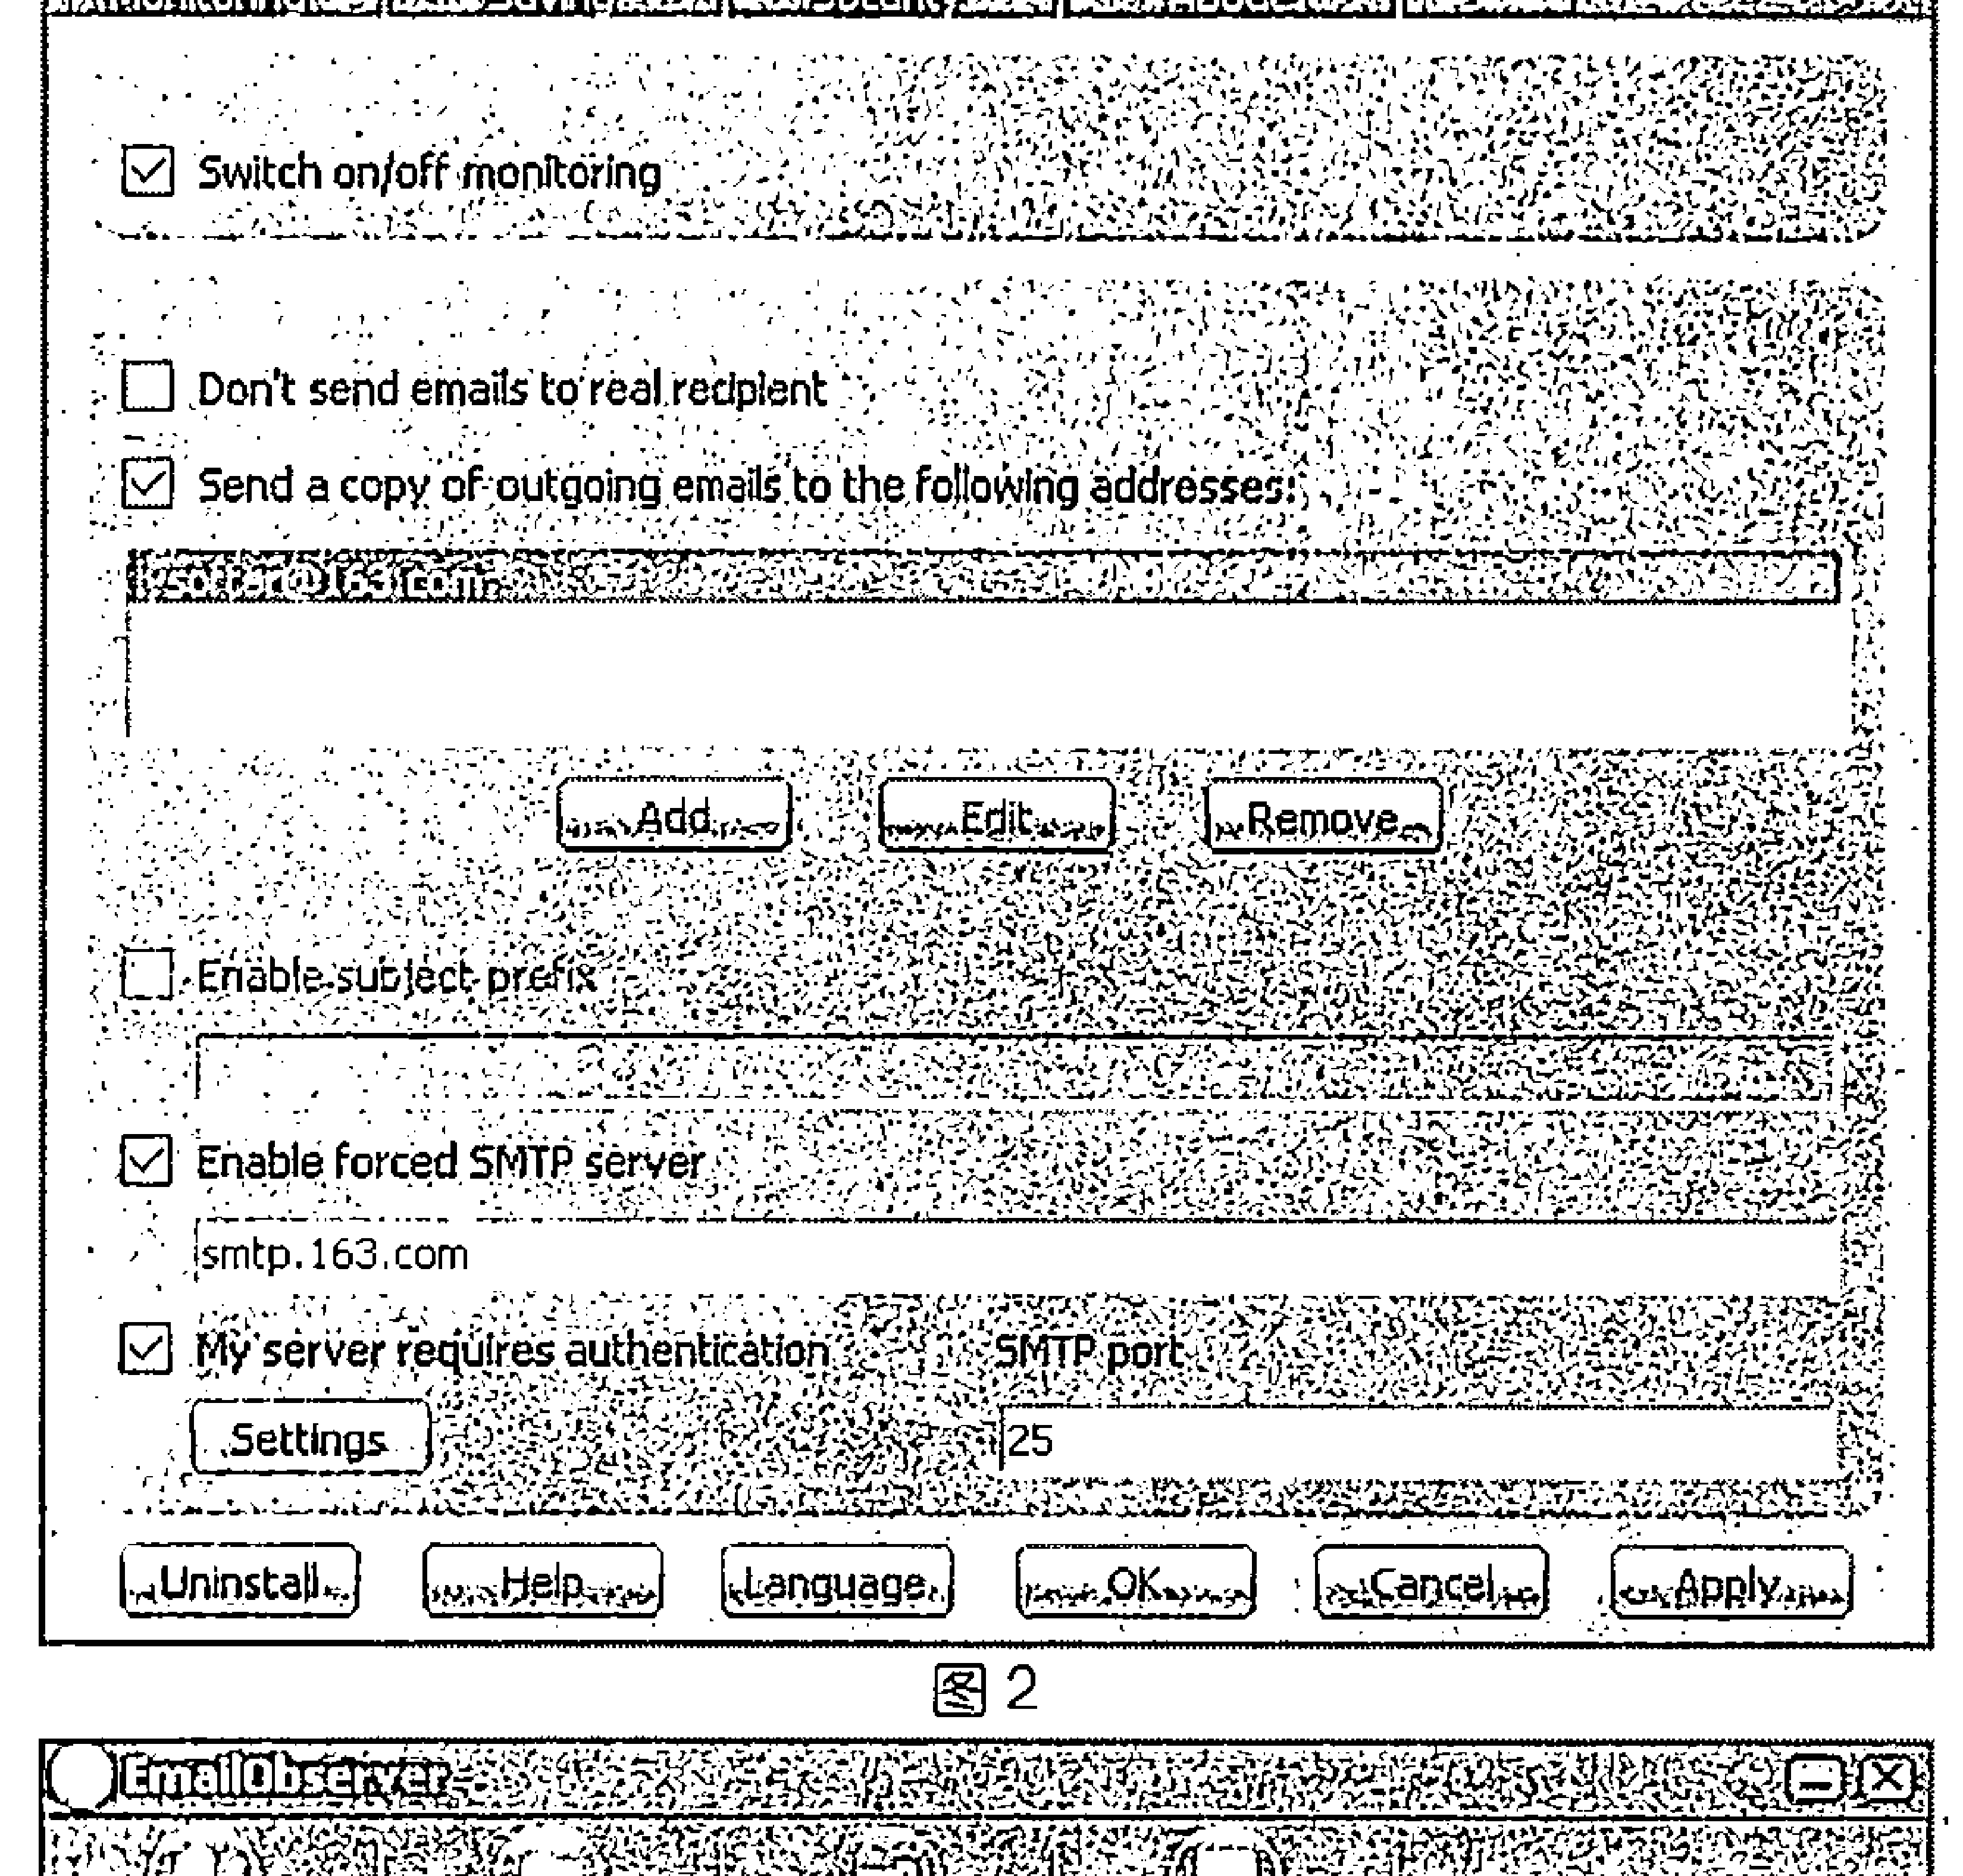 Switch on/off monitoring
Don't send emails to real recipient
Send a copy of outgoing emails to the following addresses:
Add Edit Remove
Enable subject prefix
Enable forced SMTP server
smtp.163.com
My server requires authentication SMTP port
Settings 25
Uninstall Help Language OK Cancel Apply
图 2
EmailObserver